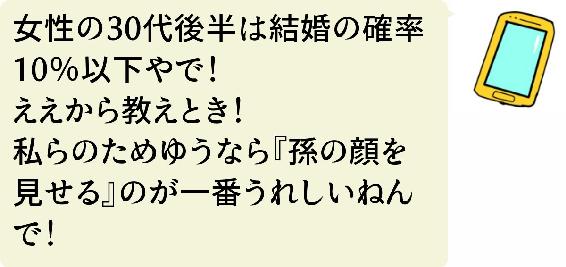 女性の30代後半は結婚の確率
10%以下やで!
ええから教えとき!
私らのためゆうなら『孫の顔を
見せる』のが一番うれしいねん
で!